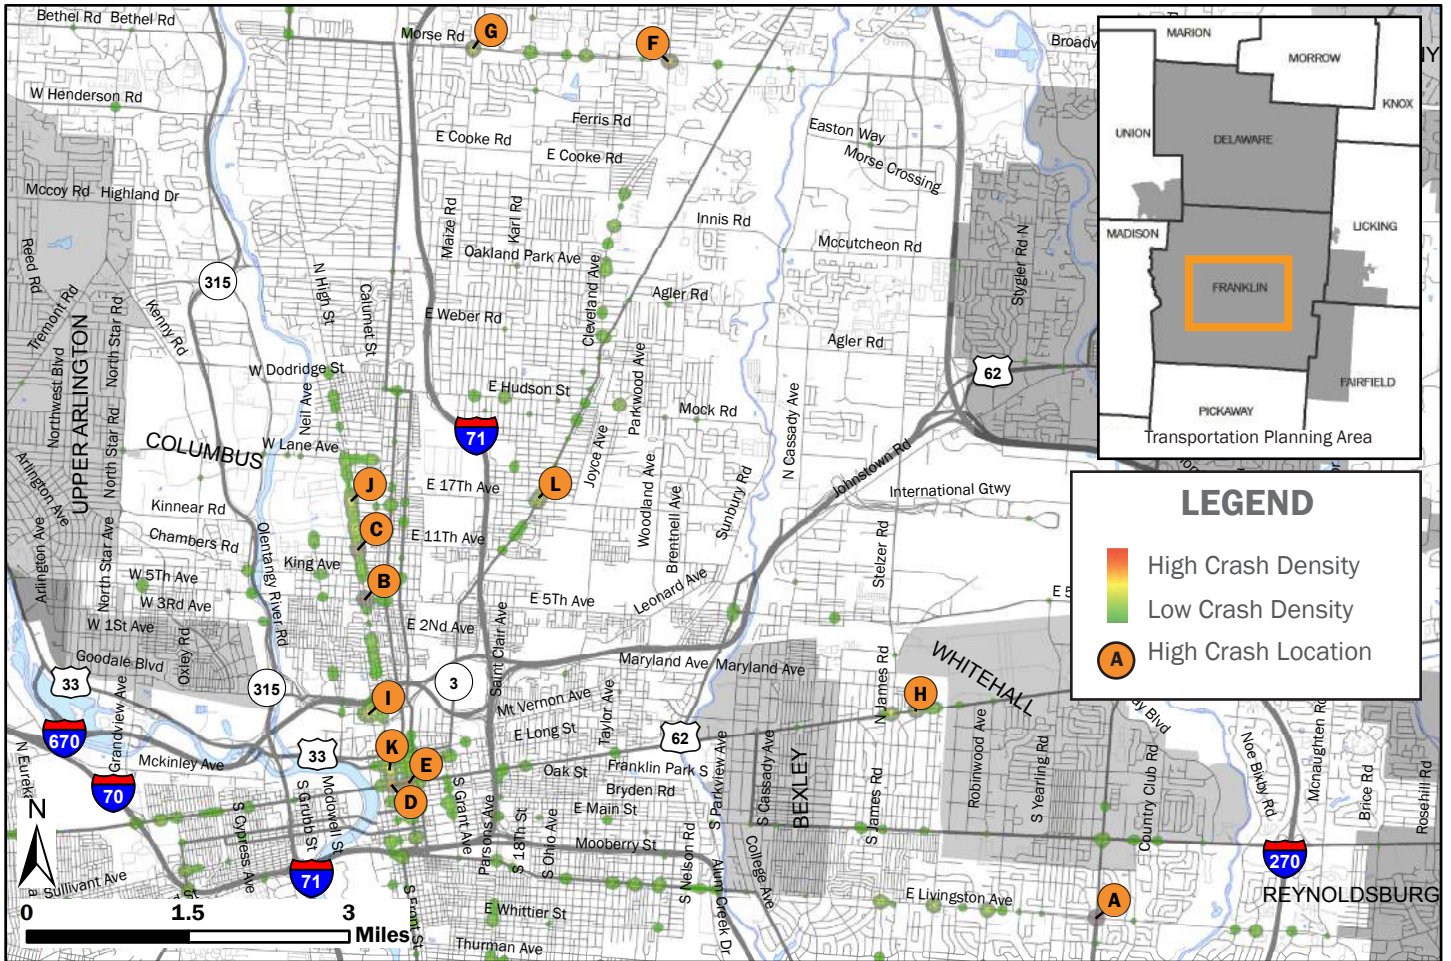 Bethel Rd
Bethel Rd
Morse Rd
G
F
Broadv
NY
W Henderson Rd
Ferris Rd
E Cooke Rd
E Cooke Rd
Easton Way
Morse Crossing
Mccoy Rd
Highland Dr
Maize Rd
Karl Rd
Innis Rd
Mccutcheon Rd
Stygler Rd N
Reed Rd
Oakland Park Ave
315
N High St
Calumet St
Cleveland Ave
Agler Rd
Tremont Rd
North Star Rd
Kenny Rd
E Weber Rd
Agler Rd
UPPER ARLINGTON
Northwest Blvd
W Dodridge St
Parkwood Ave
62
Neil Ave
E Hudson St
Mock Rd
N Cassady Ave
North Star Rd
COLUMBUS
W Lane Ave
71
Joyce Ave
Johnstown Rd
Arlington Ave
J
E 17Th Ave
L
Woodland Ave
Brentnell Ave
Sunbury Rd
International Gtwy
Kinnear Rd
C
Chambers Rd
Olentangy River Rd
E 11Th Ave
Stelzer Rd
King Ave
Arlington Ave
North Star Ave
W 5Th Ave
B
Leonard Ave
E 5Th Ave
E 5
W 3Rd Ave
W 1St Ave
E 2Nd Ave
Saint Clair Ave
Goodale Blvd
Oxley Rd
Maryland Ave
Maryland Ave
WHITEHALL
33
315
3
I
Mt Vernon Ave
N James Rd
H
Grandview Ave
E Long St
Taylor Ave
62
ay Blvd
670
K
Robinwood Ave
S Yearling Rd
Country Club Rd
Noe Bixby Rd
Mcnaughten Rd
N Eureka
33
Mckinley Ave
E
Oak St
Franklin Park S
S Parkview Ave
S Cassady Ave
BEXLEY
S James Rd
Brice Rd
Rosehill Rd
70
D
Bryden Rd
E Main St
S Cypress Ave
S Grubb St
Mcdowell St
S Grant Ave
Parsons Ave
S 18Th St
S Ohio Ave
Mooberry St
S Nelson Rd
College Ave
270
71
Sullivant Ave
a
St
S Front St
E Whittier St
Alum Creek Dr
E Livingston Ave
A
REYNOLDSBURG
Thurman Ave
N
0 1.5 3
Miles
MARION
MORROW
KNOX
UNION
DELAWARE
LICKING
MADISON
FRANKLIN
FAIRFIELD
PICKAWAY
Transportation Planning Area
LEGEND
High Crash Density
Low Crash Density
A High Crash Location